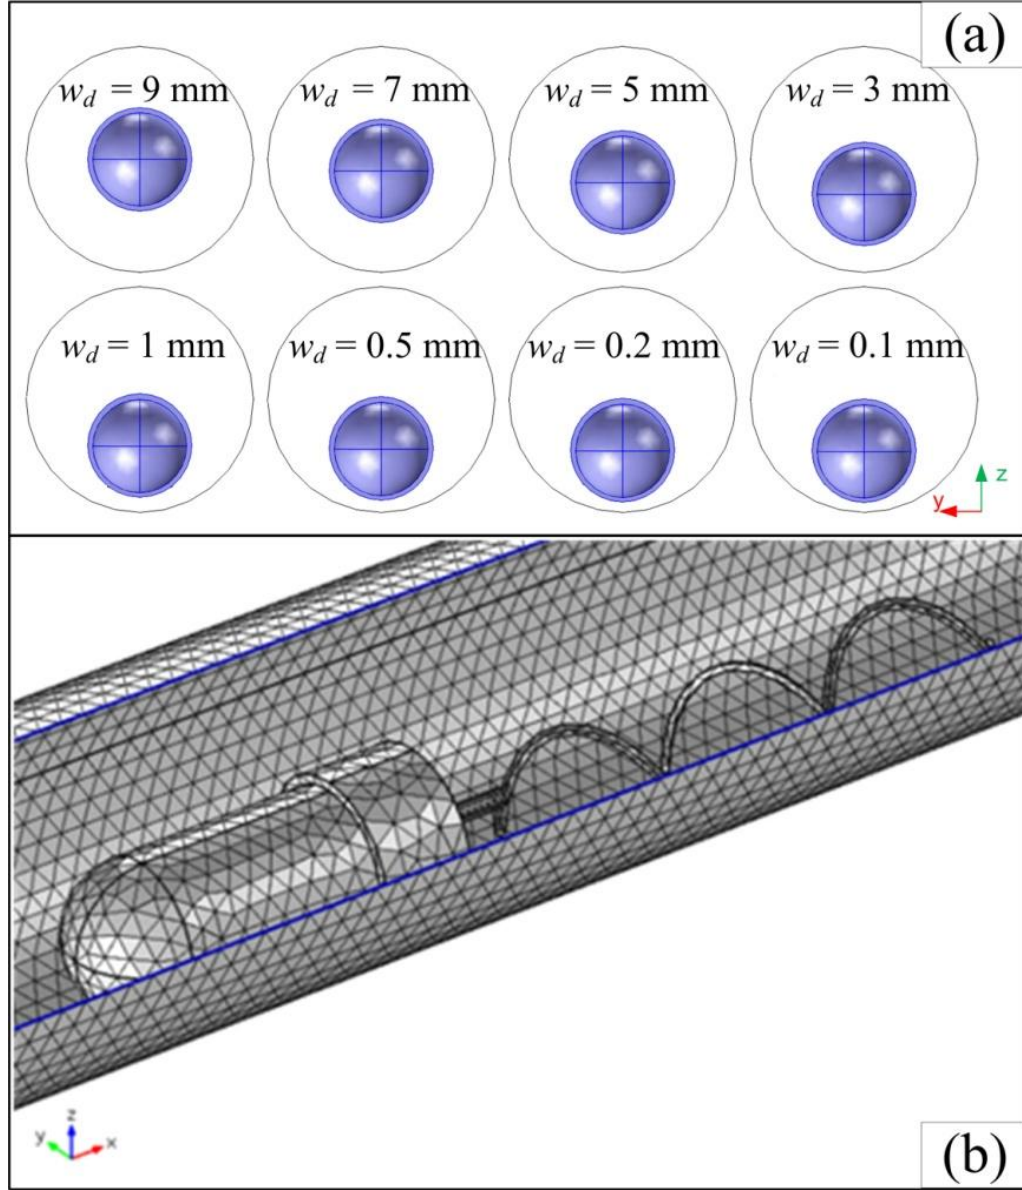 (a)
w_d = 9 mm w_d = 7 mm w_d = 5 mm w_d = 3 mm
w_d = 1 mm w_d = 0.5 mm w_d = 0.2 mm w_d = 0.1 mm
z
y
z
y x
(b)